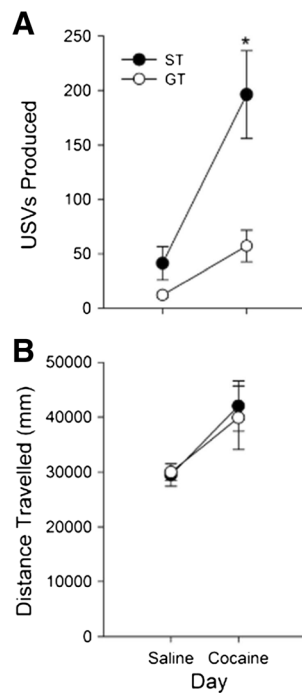 A
250
ST
GT
*
200
150
100
50
0
USVs Produced
B
50000
40000
30000
20000
10000
0
Distance Travelled (mm)
Saline Cocaine
Day